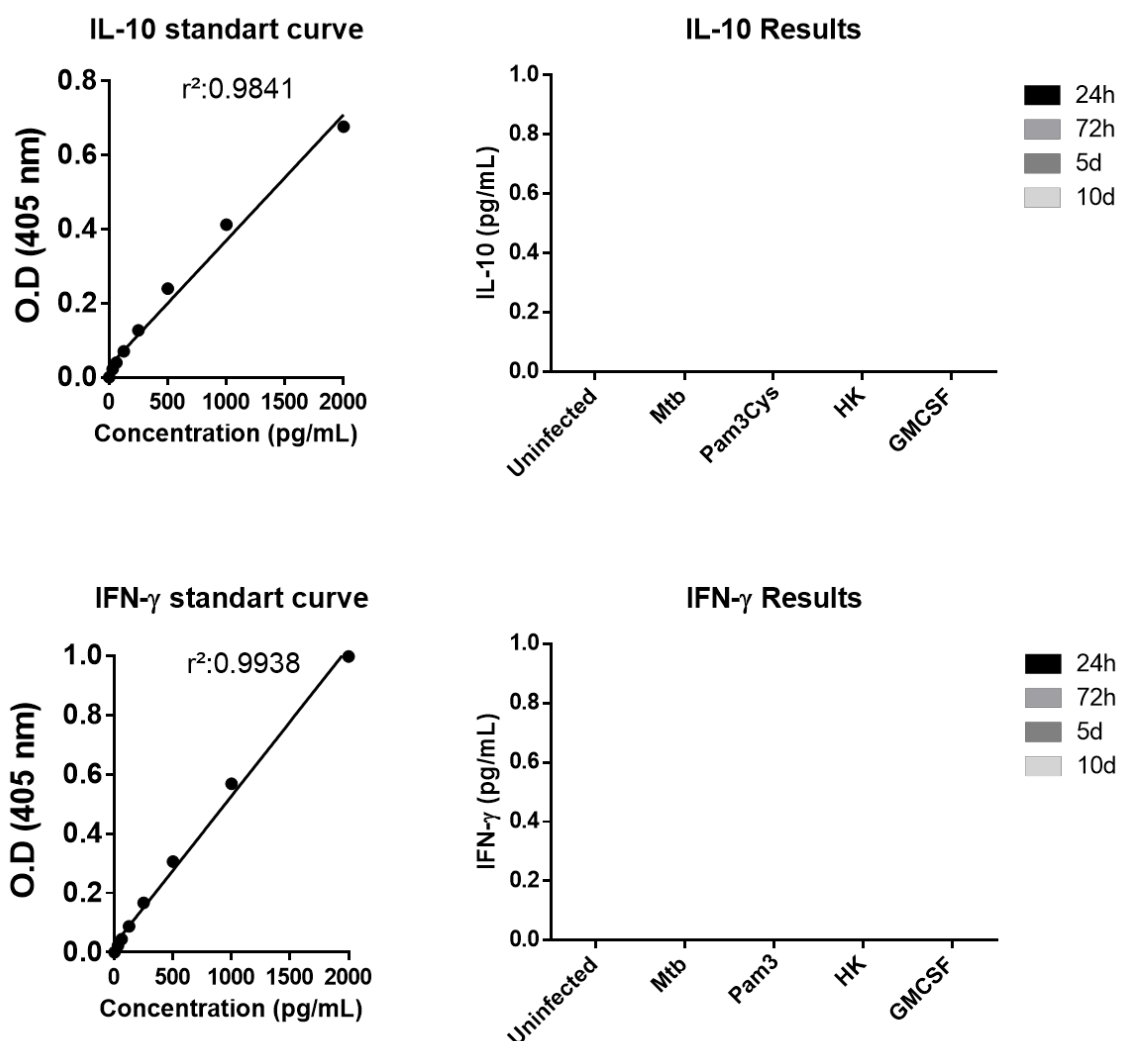 IL-10 standart curve
r²:0.9841
O.D (405 nm)
0.8
0.6
0.4
0.2
0.0
0 500 1000 1500 2000
Concentration (pg/mL)
IL-10 Results
IL-10 (pg/mL)
1.0
0.8
0.6
0.4
0.2
0.0
Uninfected
Mtb
Pam3Cys
HK
GMCSF
24h
72h
5d
10d
IFN-γ standart curve
r²:0.9938
O.D (405 nm)
1.0
0.8
0.6
0.4
0.2
0.0
0 500 1000 1500 2000
Concentration (pg/mL)
IFN-γ Results
IFN-γ (pg/mL)
1.0
0.8
0.6
0.4
0.2
0.0
Uninfected
Mtb
Pam3
HK
GMCSF
24h
72h
5d
10d